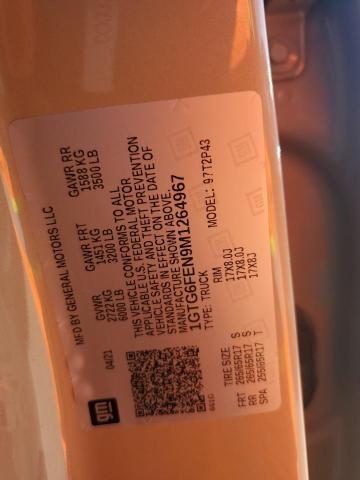 MFD BY GENERAL MOTORS LLC
04/21
GVWR
2722 KG
6000 LB
GAWR FRT
1451 KG
3200 LB
GAWR RR
1588 KG
3500 LB
THIS VEHICLE CONFORMS TO ALL
APPLICABLE U.S. FEDERAL MOTOR
VEHICLE SAFETY AND THEFT PREVENTION
STANDARDS IN EFFECT ON THE DATE OF
MANUFACTURE SHOWN ABOVE.
1GTG6FEN9M1264967
TYPE: TRUCK
MODEL: 97T2P43
TIRE SIZE
RIM
FRT 265/65R17 S 17X8.0J
RR 265/65R17 S 17X8.0J
SPA 255/65R17 T 17X8J
gm